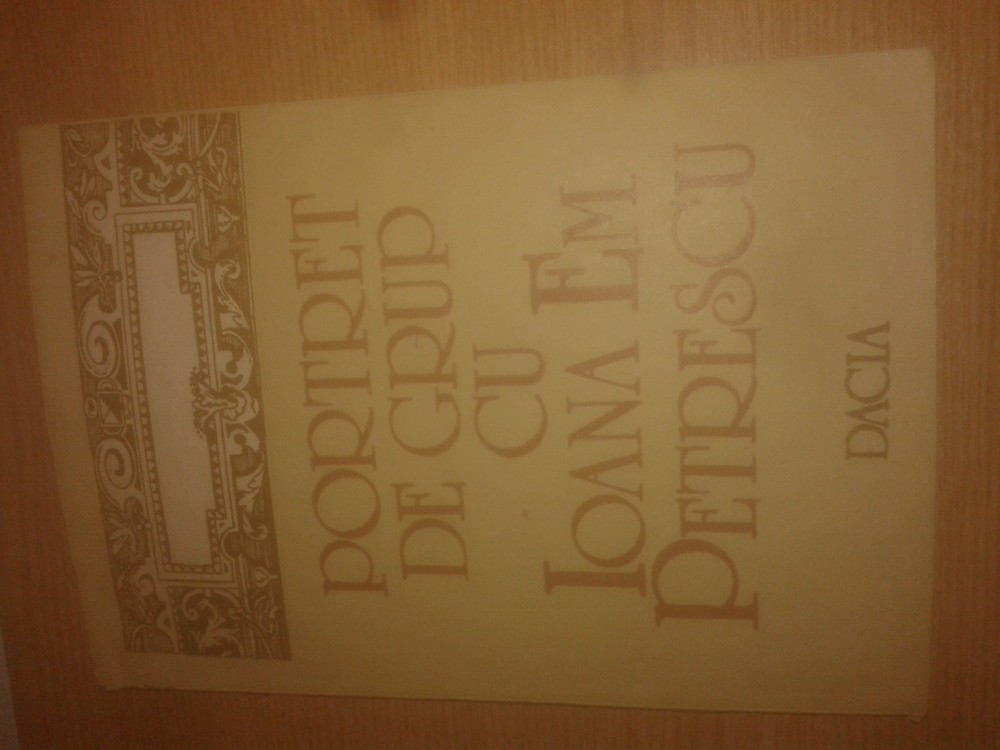 PORTRET
DE GRUP
CU
IOANA EM
PETRESCU
DACIA